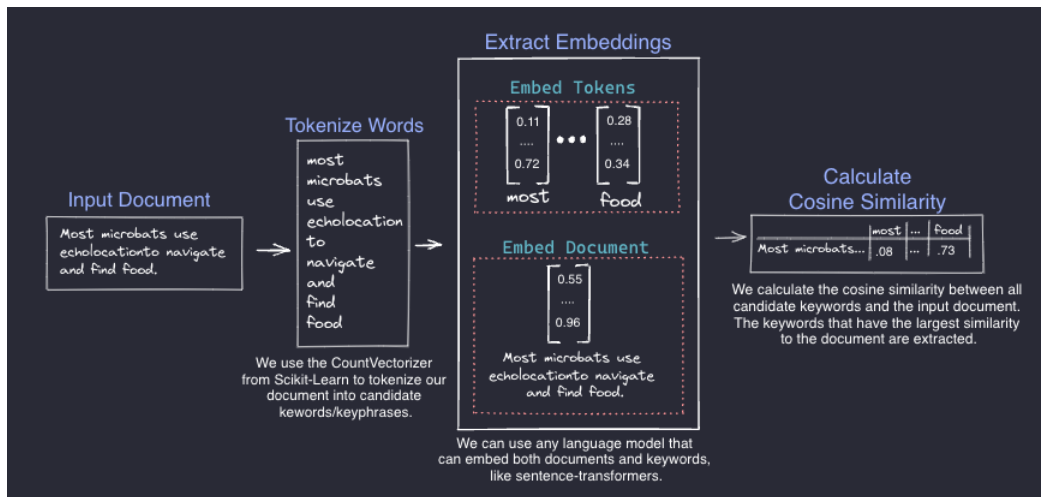 Input Document
Most microbats use
echolocationto navigate
and find food.
Tokenize Words
most
microbats
use
echolocation
to
navigate
and
find
food
We use the CountVectorizer
from Scikit-Learn to tokenize our
document into candidate
kewords/keyphrases.
Extract Embeddings
Embed Tokens
0.11 0.28
.... ....
0.72 0.34
most food
Embed Document
0.55
....
0.96
Most microbats use
echolocationto navigate
and find food.
We can use any language model that
can embed both documents and keywords,
like sentence-transformers.
Calculate
Cosine Similarity
most ... food
Most microbats... .08 ... .73
We calculate the cosine similarity between all
candidate keywords and the input document.
The keywords that have the largest similarity
to the document are extracted.